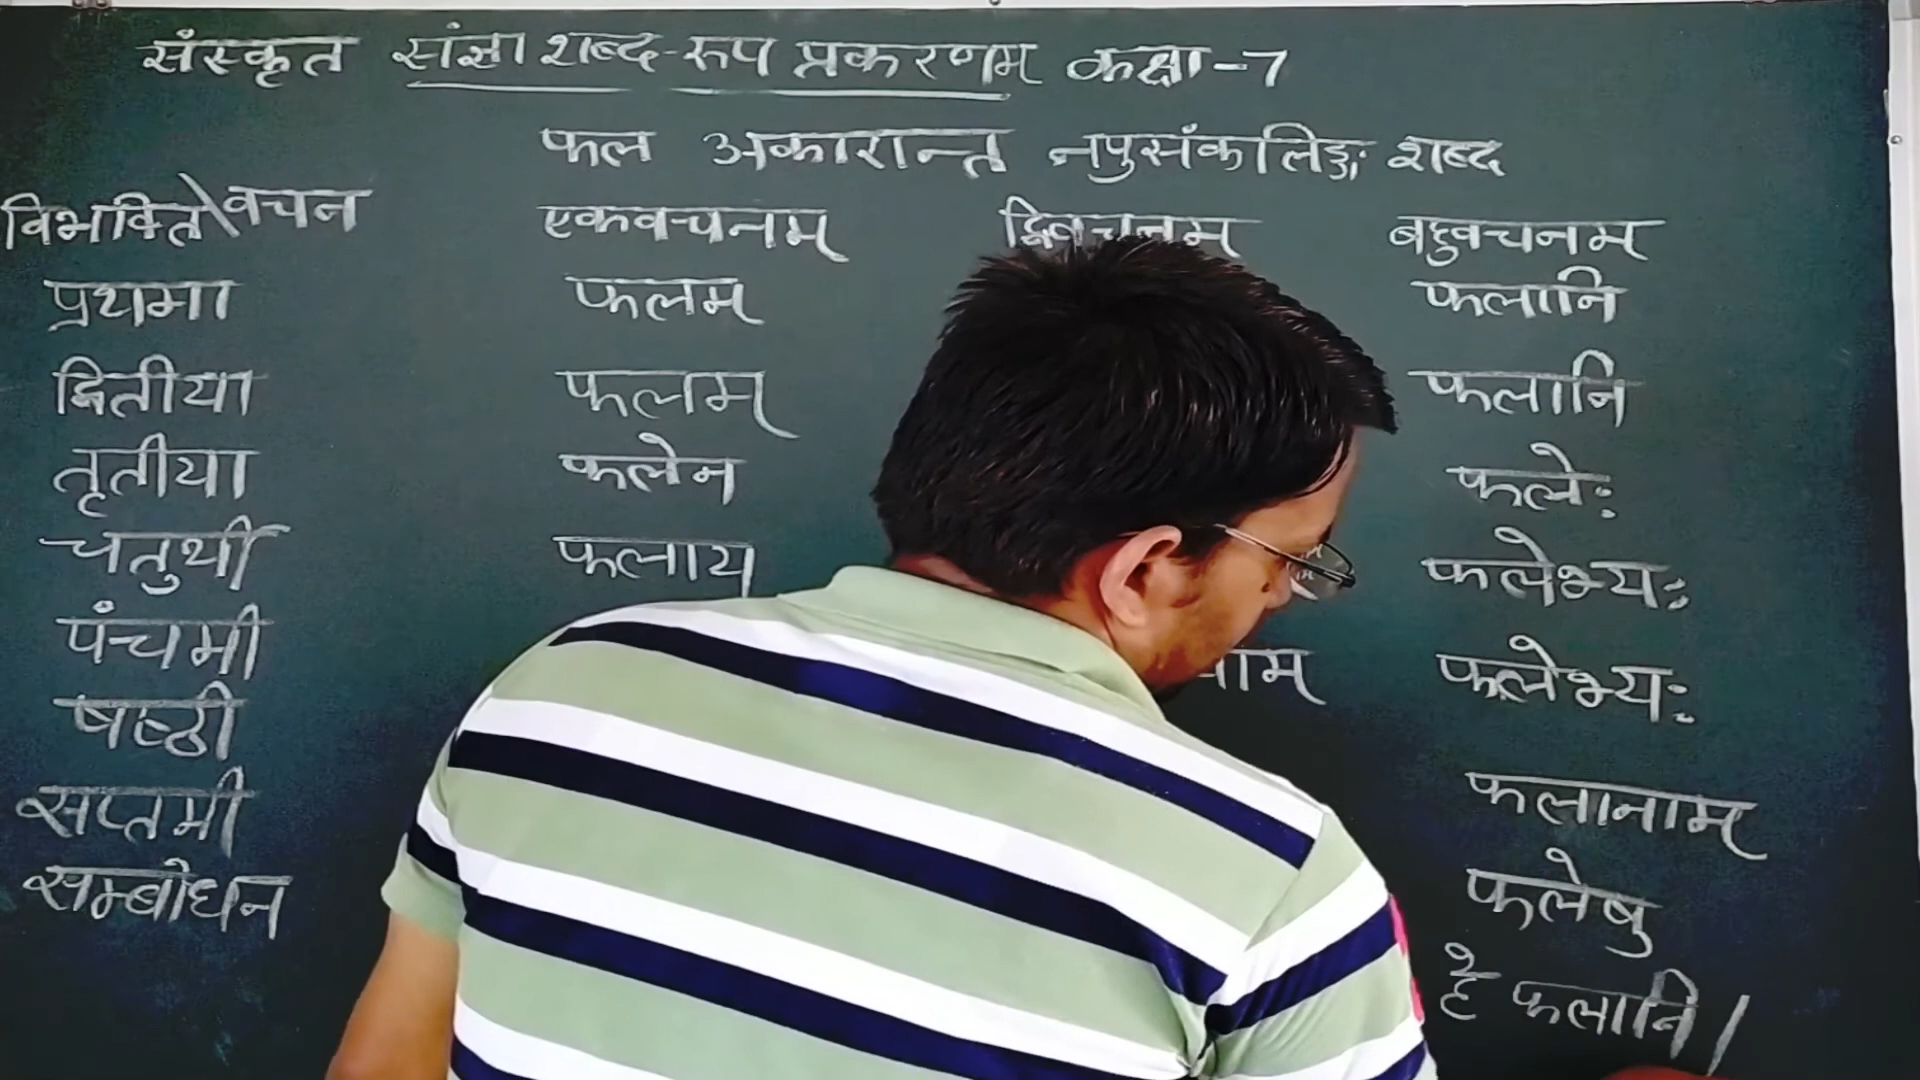 संस्कृत संज्ञा शब्द-रूप प्रकरणम् कक्षा-7
फल अकारान्त नपुसंकलिङ्ग शब्द
विभक्ति\वचन एकवचनम् द्विवचनम् बहुवचनम्
प्रथमा फलम् फलानि
द्वितीया फलम् फलानि
तृतीया फलेन फलेः
चतुर्थी फलाय फलेभ्यः
पंचमी फलेभ्यः
षष्ठी फलानाम्
सप्तमी फलेषु
सम्बोधन हे फलानि।